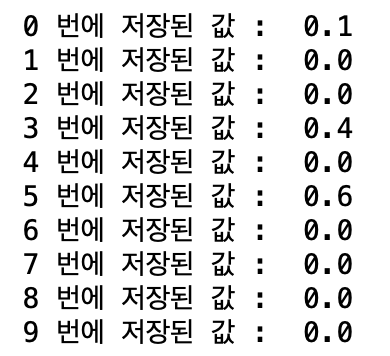 0 번에 저장된 값 :  0.1
1 번에 저장된 값 :  0.0
2 번에 저장된 값 :  0.0
3 번에 저장된 값 :  0.4
4 번에 저장된 값 :  0.0
5 번에 저장된 값 :  0.6
6 번에 저장된 값 :  0.0
7 번에 저장된 값 :  0.0
8 번에 저장된 값 :  0.0
9 번에 저장된 값 :  0.0